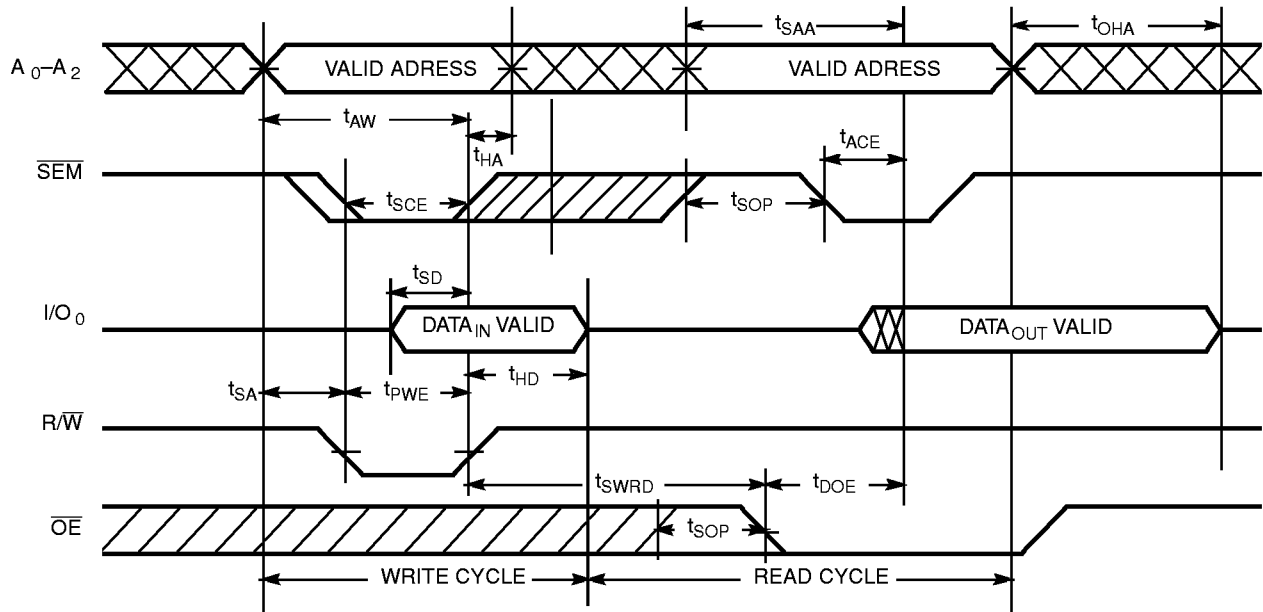 tSAA
tOHA
A0–A2
VALID ADRESS
VALID ADRESS
tAW
tHA
tACE
SEM
tSCE
tSOP
tSD
I/O0
DATAIN VALID
DATAOUT VALID
tSA
tPWE
tHD
R/W
tSWRD
tDOE
OE
tSOP
WRITE CYCLE
READ CYCLE